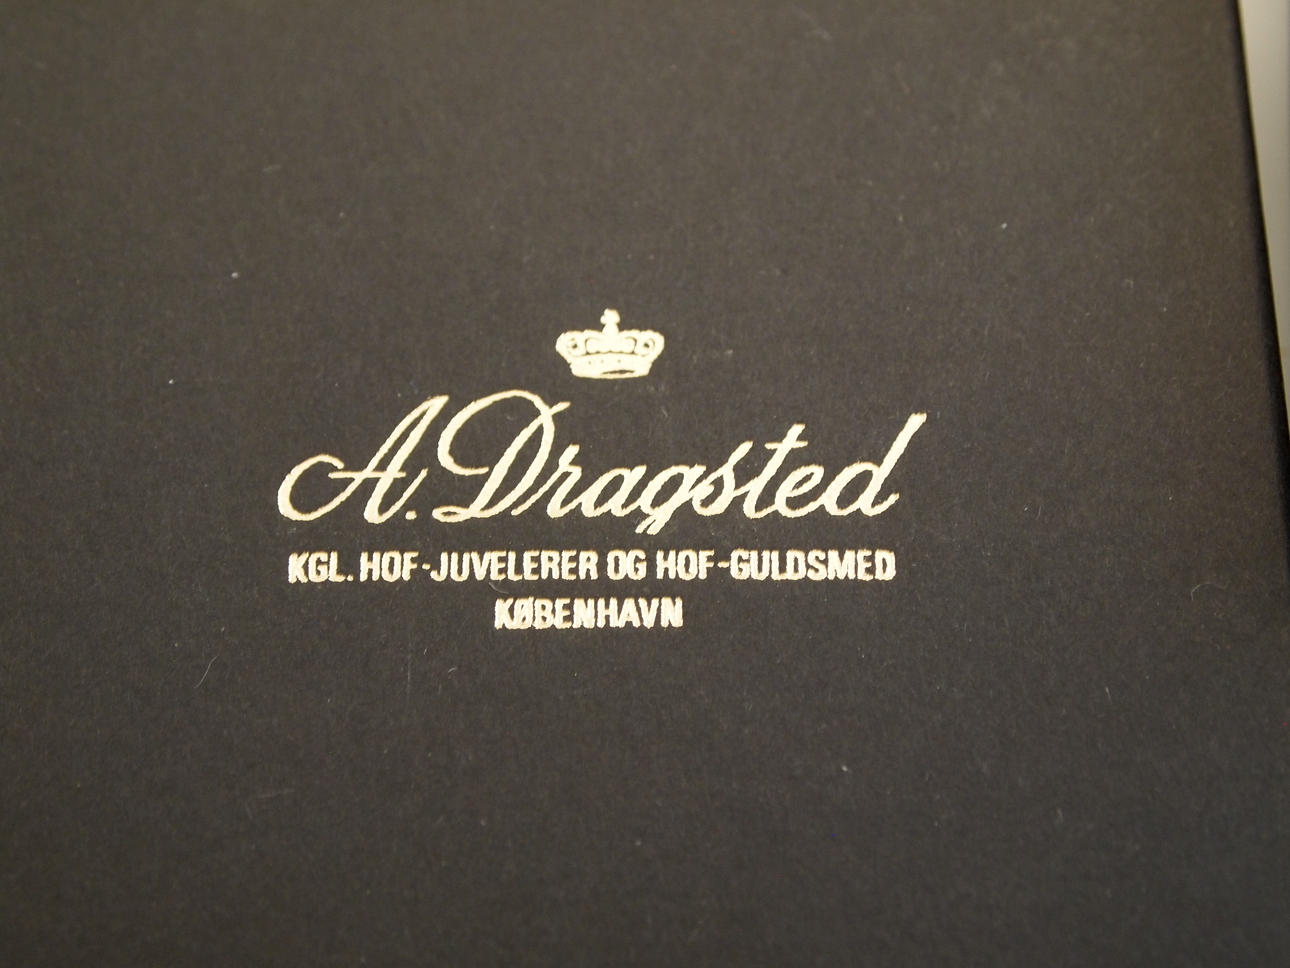 A. Dragsted
KGL. HOF-JUVELERER OG HOF-GULDSMED
KØBENHAVN